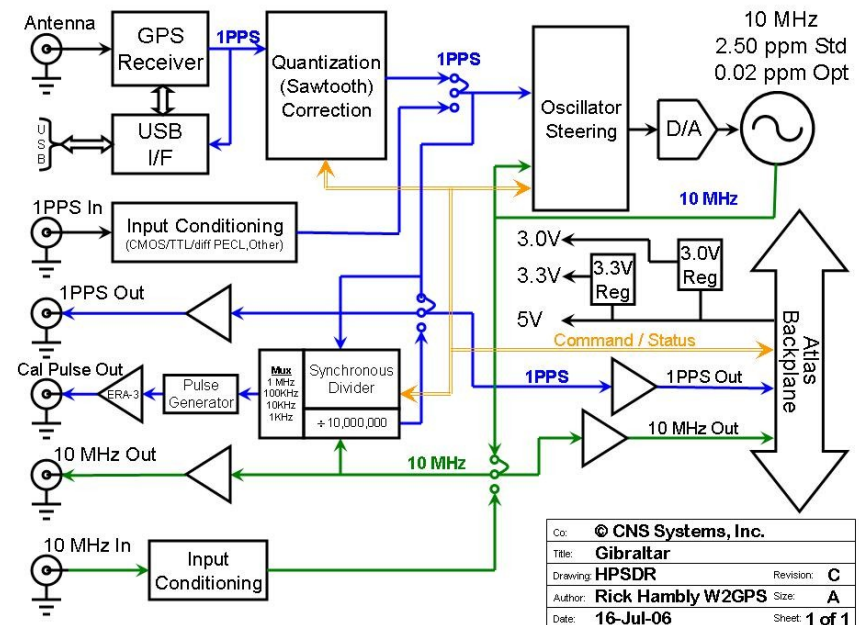 Antenna
GPS
Receiver
1PPS
Quantization
(Sawtooth)
Correction
1PPS
Oscillator
Steering
D/A
10 MHz
2.50 ppm Std
0.02 ppm Opt
USB
USB
I/F
10 MHz
1PPS In
Input Conditioning
(CMOS/TTL/diff PECL,Other)
3.0V
3.3V
5V
3.3V
Reg
3.0V
Reg
Atlas
Backplane
1PPS Out
Command / Status
Cal Pulse Out
ERA-3
Pulse
Generator
Mux
1 MHz
100KHz
10KHz
1KHz
Synchronous
Divider
÷ 10,000,000
1PPS
1PPS Out
10 MHz Out
10 MHz
10 MHz Out
10 MHz In
Input
Conditioning
Co: © CNS Systems, Inc.
Title: Gibraltar
Drawing: HPSDR Revision: C
Author: Rick Hambly W2GPS Size: A
Date: 16-Jul-06 Sheet: 1 of 1